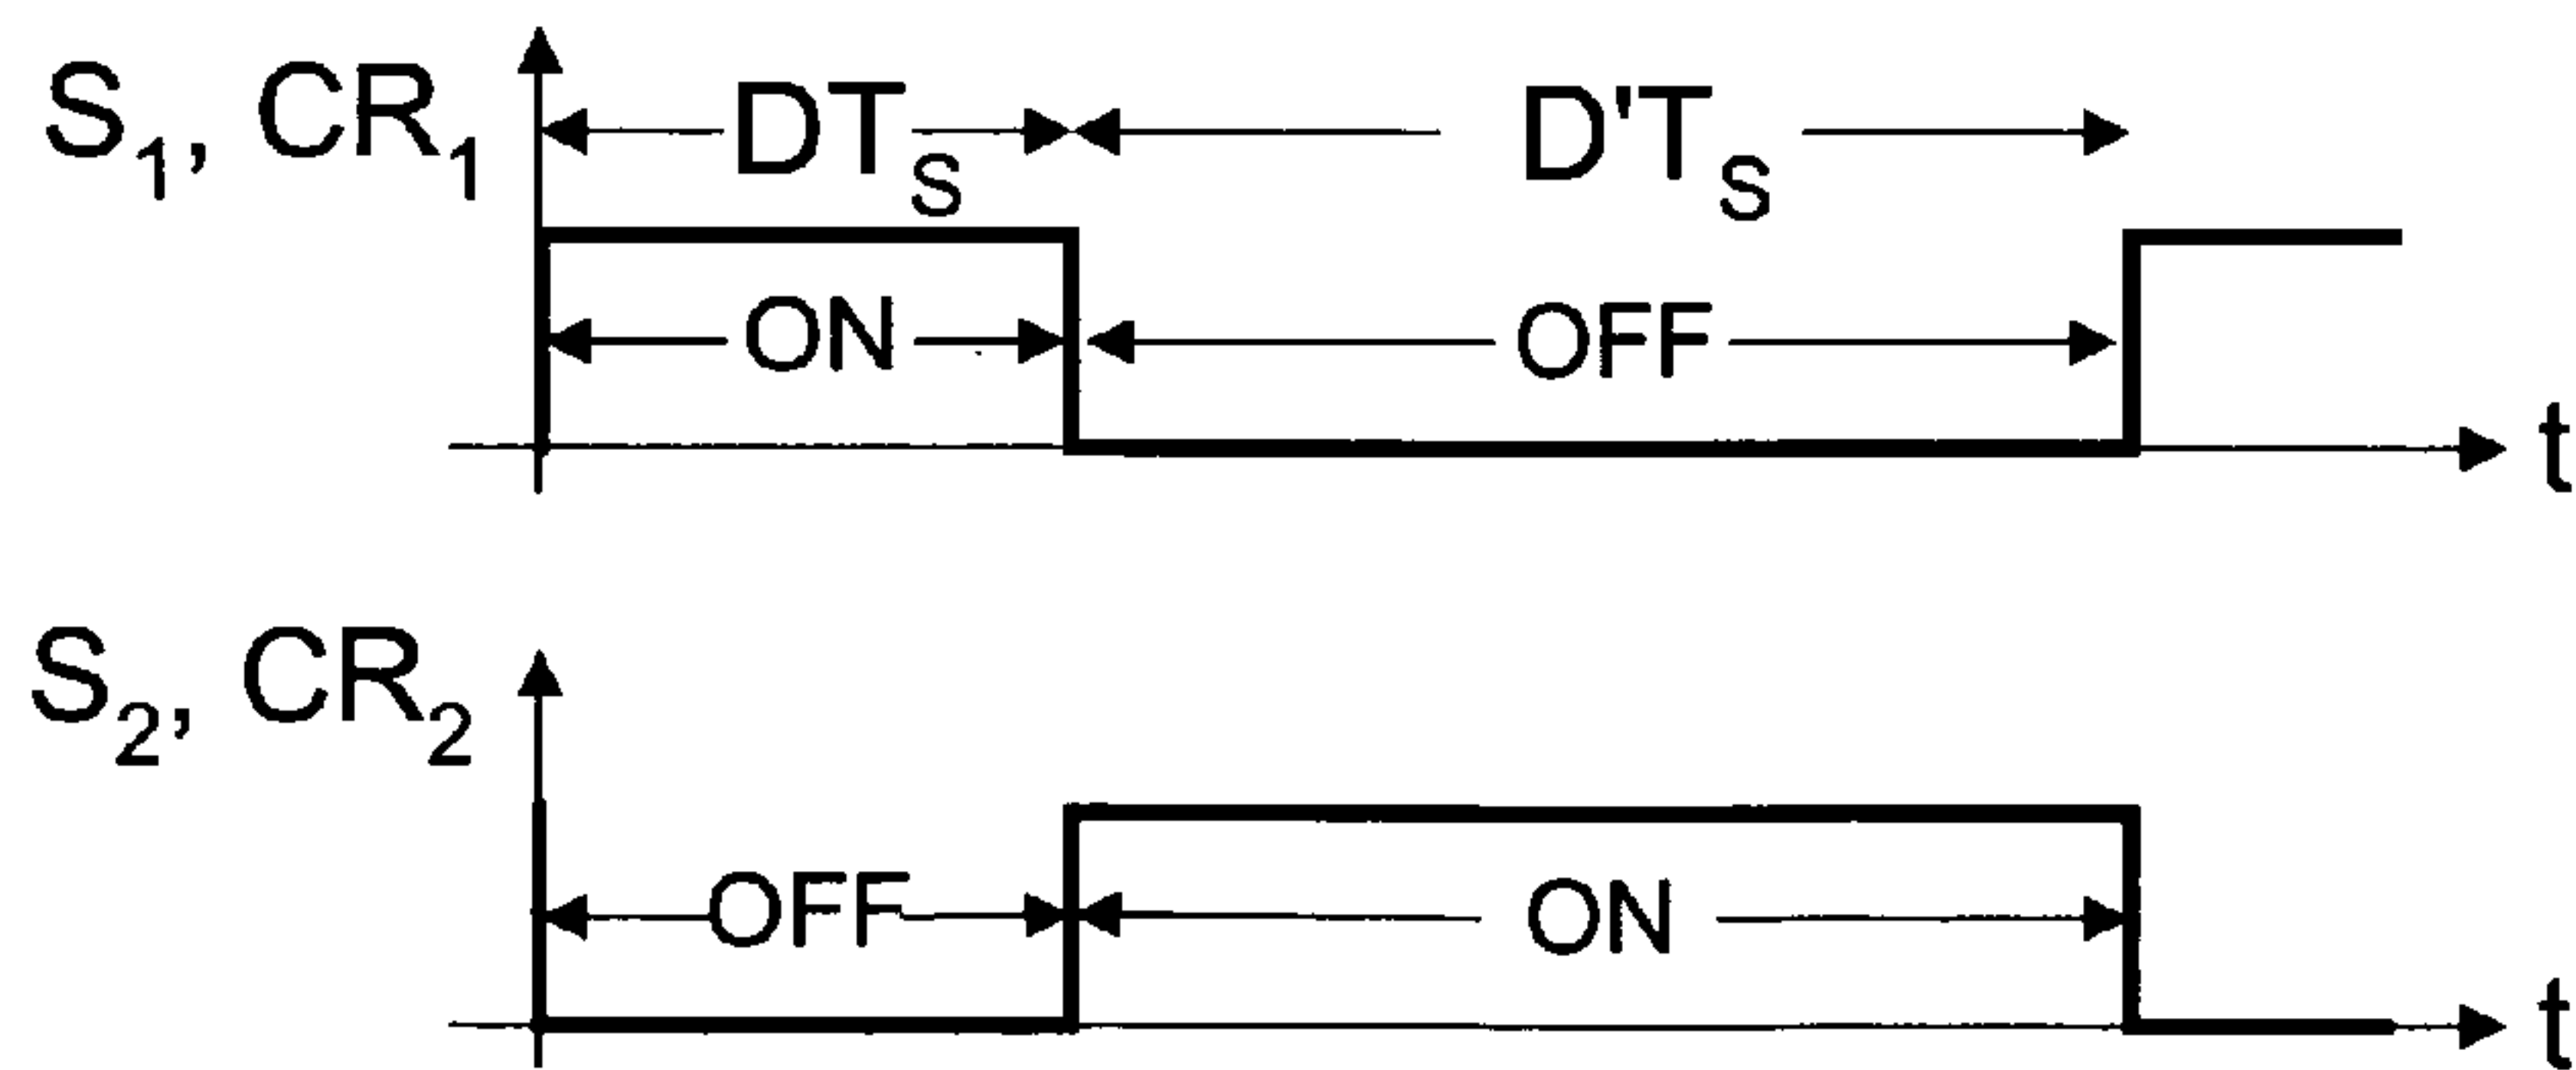 S₁, CR₁
DTₛ
D'Tₛ
ON
OFF
t
S₂, CR₂
OFF
ON
t